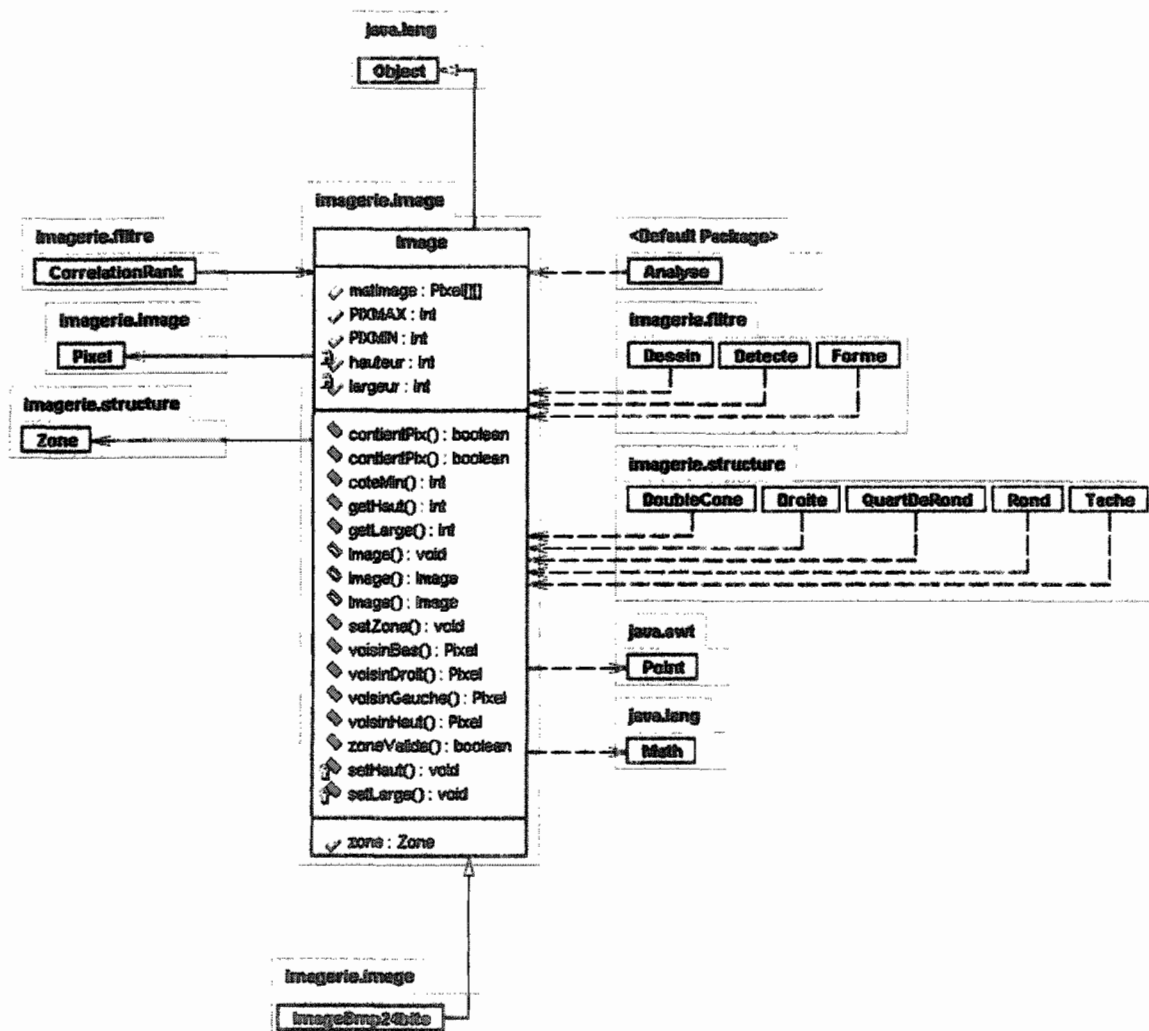 java.lang
Object
imagerie.image
Image
matImage : Pixel[][]
PIXMAX : int
PIXMIN : int
hauteur : int
largeur : int
contientPix() : boolean
contientPix() : boolean
coteMin() : int
getHaut() : int
getLarge() : int
Image() : void
Image() : Image
Image() : Image
setZone() : void
voisinBas() : Pixel
voisinDroit() : Pixel
voisinGauche() : Pixel
voisinHaut() : Pixel
zoneValide() : boolean
setHaut() : void
setLarge() : void
zone : Zone
imagerie.filtre
CorrelationRank
imagerie.image
Pixel
imagerie.structure
Zone
<Default Package>
Analyse
imagerie.filtre
Dessin Detecte Forme
imagerie.structure
DoubleCone Droite QuartDeRond Rond Tache
java.awt
Point
java.lang
Math
imagerie.image
ImageBmp24bits